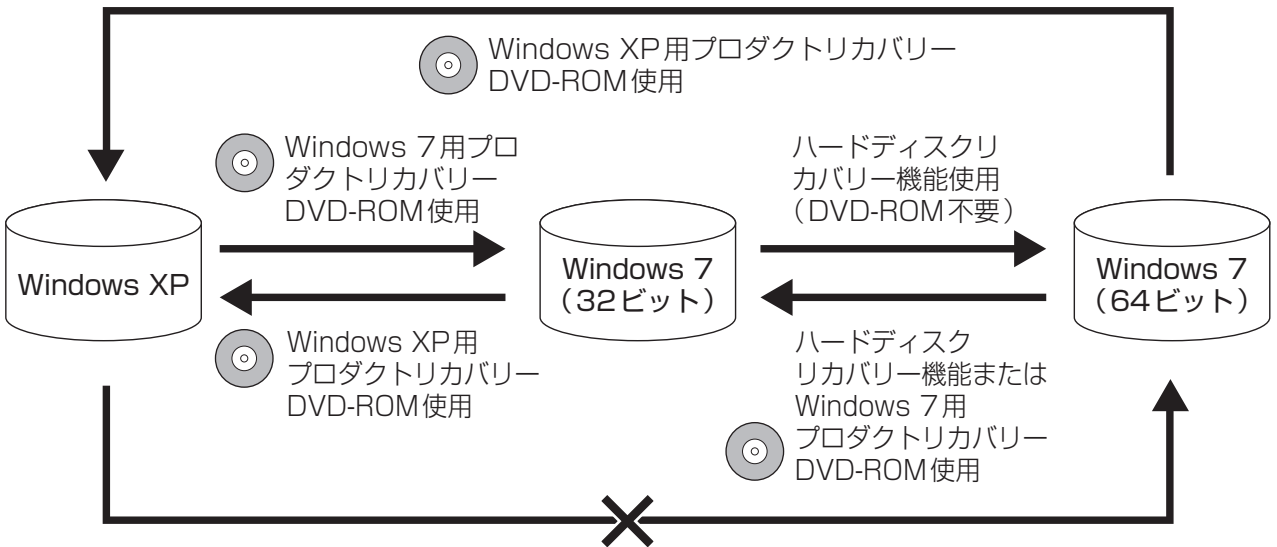 Windows XP用プロダクトリカバリー
DVD-ROM使用
Windows 7用プロ
ダクトリカバリー
DVD-ROM使用
ハードディスクリ
カバリー機能使用
（DVD-ROM不要）
Windows XP
Windows 7
（32ビット）
Windows 7
（64ビット）
Windows XP用
プロダクトリカバリー
DVD-ROM使用
ハードディスク
リカバリー機能または
Windows 7用
プロダクトリカバリー
DVD-ROM使用